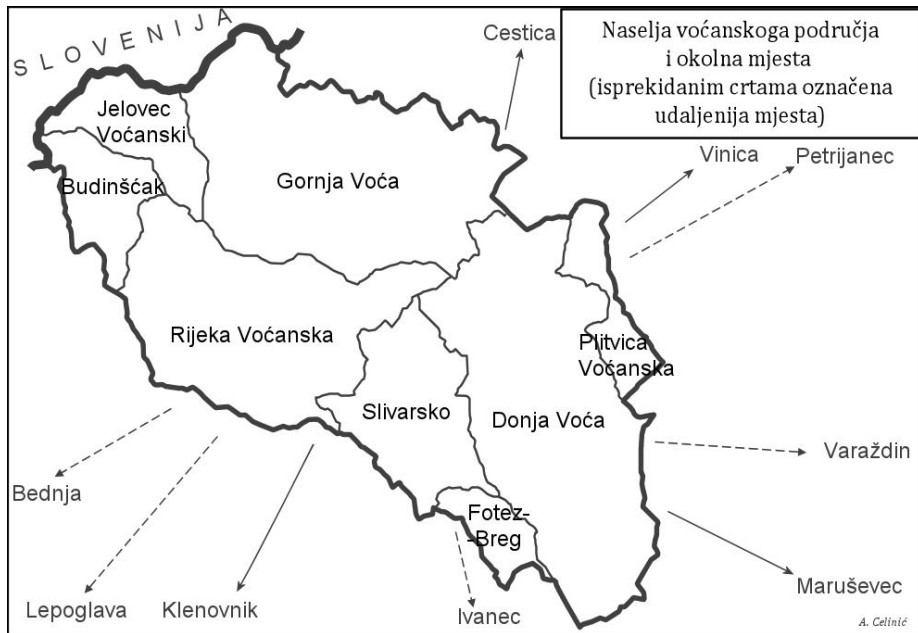 SLOVENIJA
Cestica
Naselja voćanskoga područja
i okolna mjesta
(isprekidanim crtama označena
udaljenija mjesta)
Jelovec
Voćanski
Vinica
Petrijanec
Budinščak
Gornja Voća
Rijeka Voćanska
Plitvica
Voćanska
Slivarsko
Donja Voća
Varaždin
Bednja
Fotez-
-Breg
Maruševec
Lepoglava
Klenovnik
Ivanec
A. Celinić